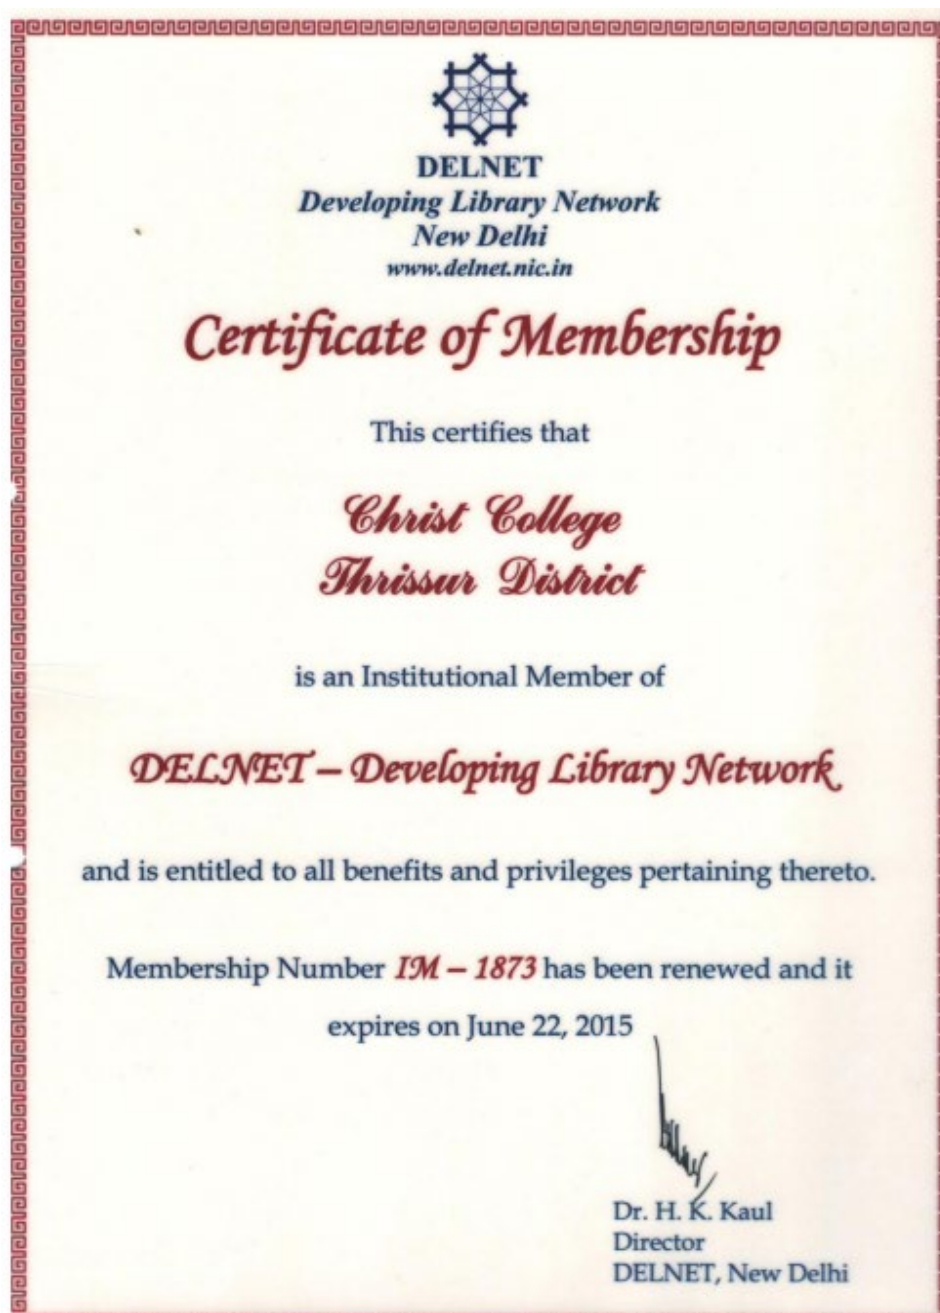 DELNET
Developing Library Network
New Delhi
www.delnet.nic.in
Certificate of Membership
This certifies that
Christ College
Thrissur District
is an Institutional Member of
DELNET – Developing Library Network
and is entitled to all benefits and privileges pertaining thereto.
Membership Number IM – 1873 has been renewed and it
expires on June 22, 2015
Dr. H. K. Kaul
Director
DELNET, New Delhi